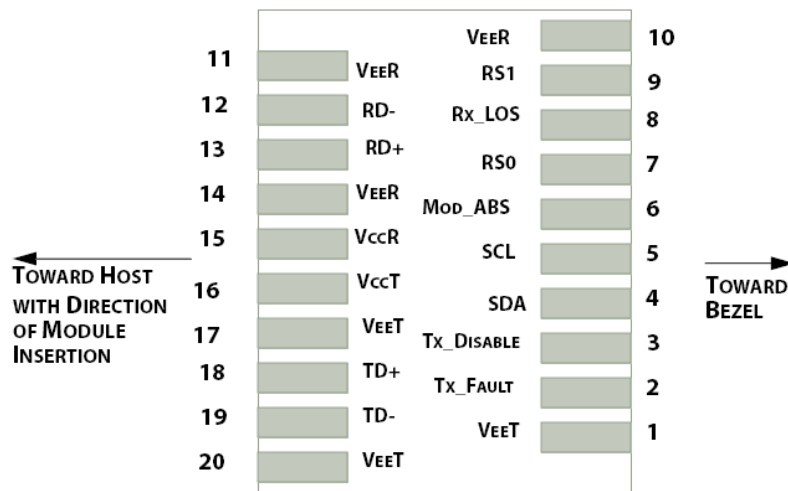 11 VEER
12 RD-
13 RD+
14 VEER
15 VCCR
16 VCCT
17 VEET
18 TD+
19 TD-
20 VEET
VEER 10
RS1 9
RX_LOS 8
RS0 7
MOD_ABS 6
SCL 5
SDA 4
TX_DISABLE 3
TX_FAULT 2
VEET 1
TOWARD HOST
WITH DIRECTION
OF MODULE
INSERTION
TOWARD
BEZEL